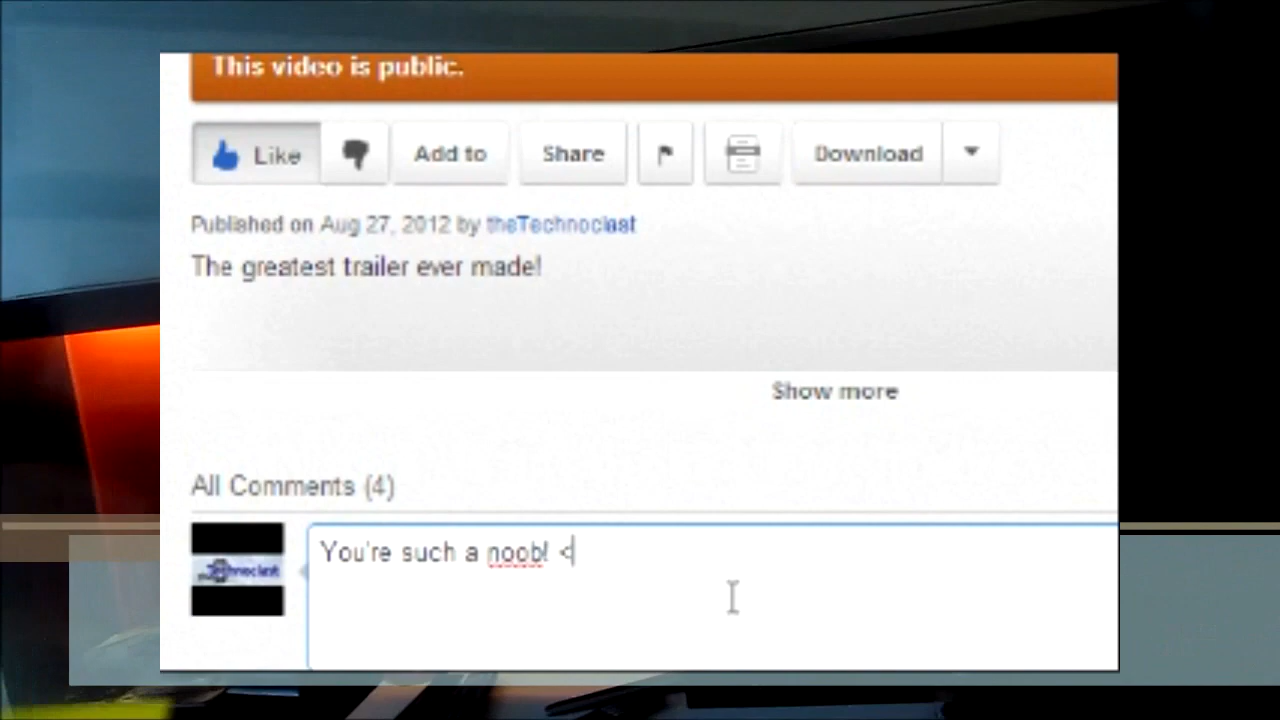 This video is public.
Like
Add to
Share
Download
Published on Aug 27, 2012 by theTechnoclast
The greatest trailer ever made!
Show more
All Comments (4)
You're such a noob! <